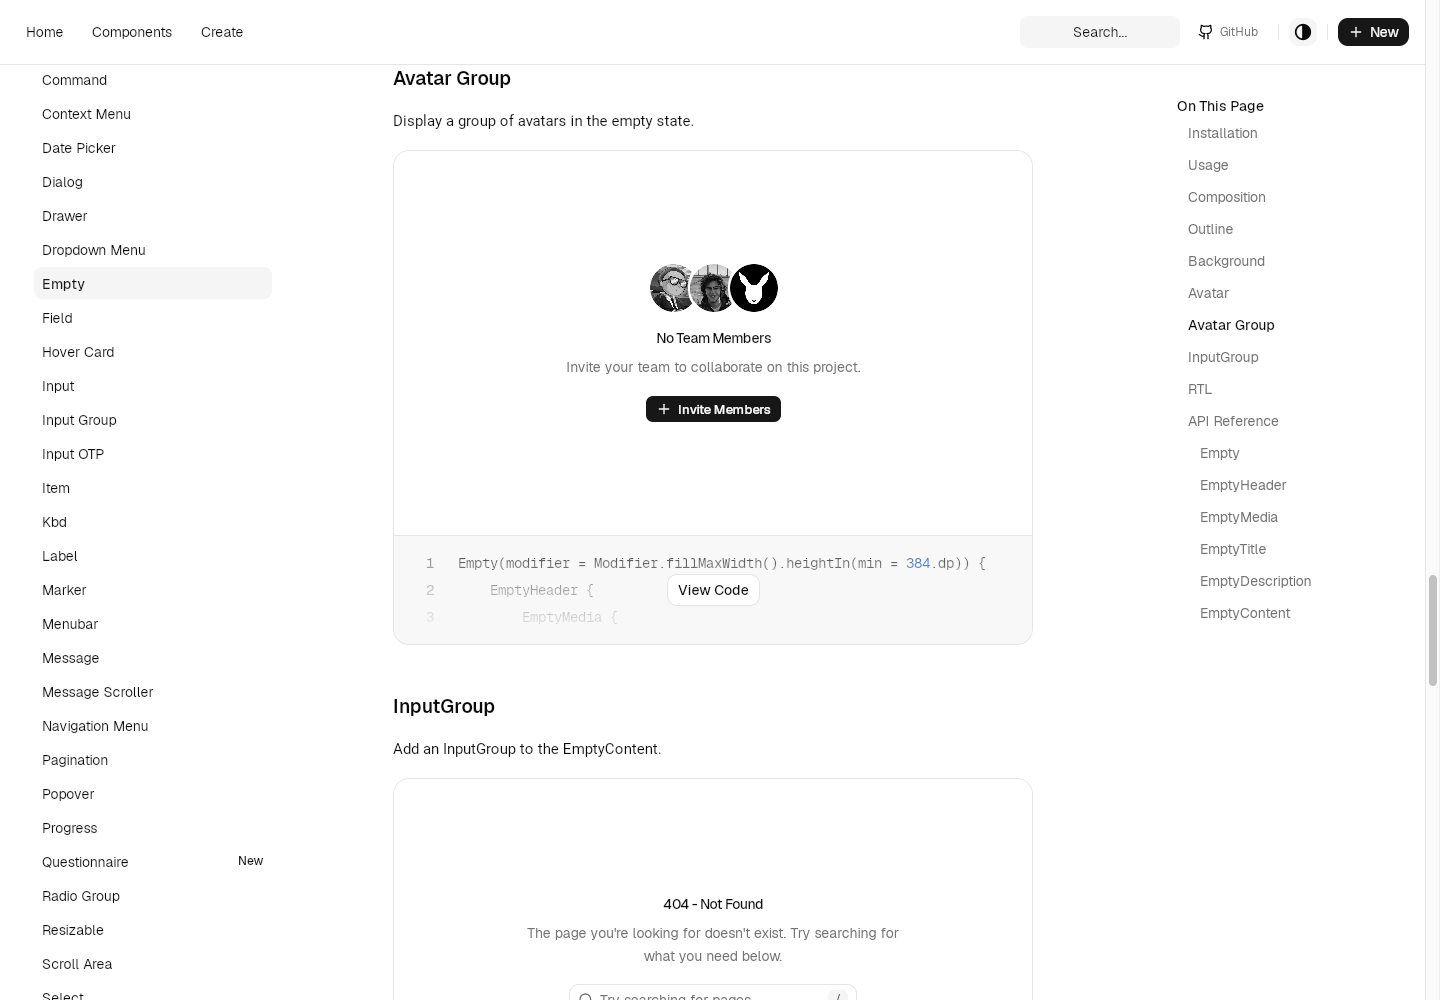 Home
Components
Create
Search...
GitHub
New
Command
Context Menu
Date Picker
Dialog
Drawer
Dropdown Menu
Empty
Field
Hover Card
Input
Input Group
Input OTP
Item
Kbd
Label
Marker
Menubar
Message
Message Scroller
Navigation Menu
Pagination
Popover
Progress
Questionnaire
New
Radio Group
Resizable
Scroll Area
Select
Avatar Group
Display a group of avatars in the empty state.
No Team Members
Invite your team to collaborate on this project.
Invite Members
1 Empty(modifier = Modifier.fillMaxWidth().heightIn(min = 384.dp)) {
2 EmptyHeader {
View Code
3 EmptyMedia {
InputGroup
Add an InputGroup to the EmptyContent.
404 - Not Found
The page you're looking for doesn't exist. Try searching for
what you need below.
Try searching for pages... /
On This Page
Installation
Usage
Composition
Outline
Background
Avatar
Avatar Group
InputGroup
RTL
API Reference
Empty
EmptyHeader
EmptyMedia
EmptyTitle
EmptyDescription
EmptyContent